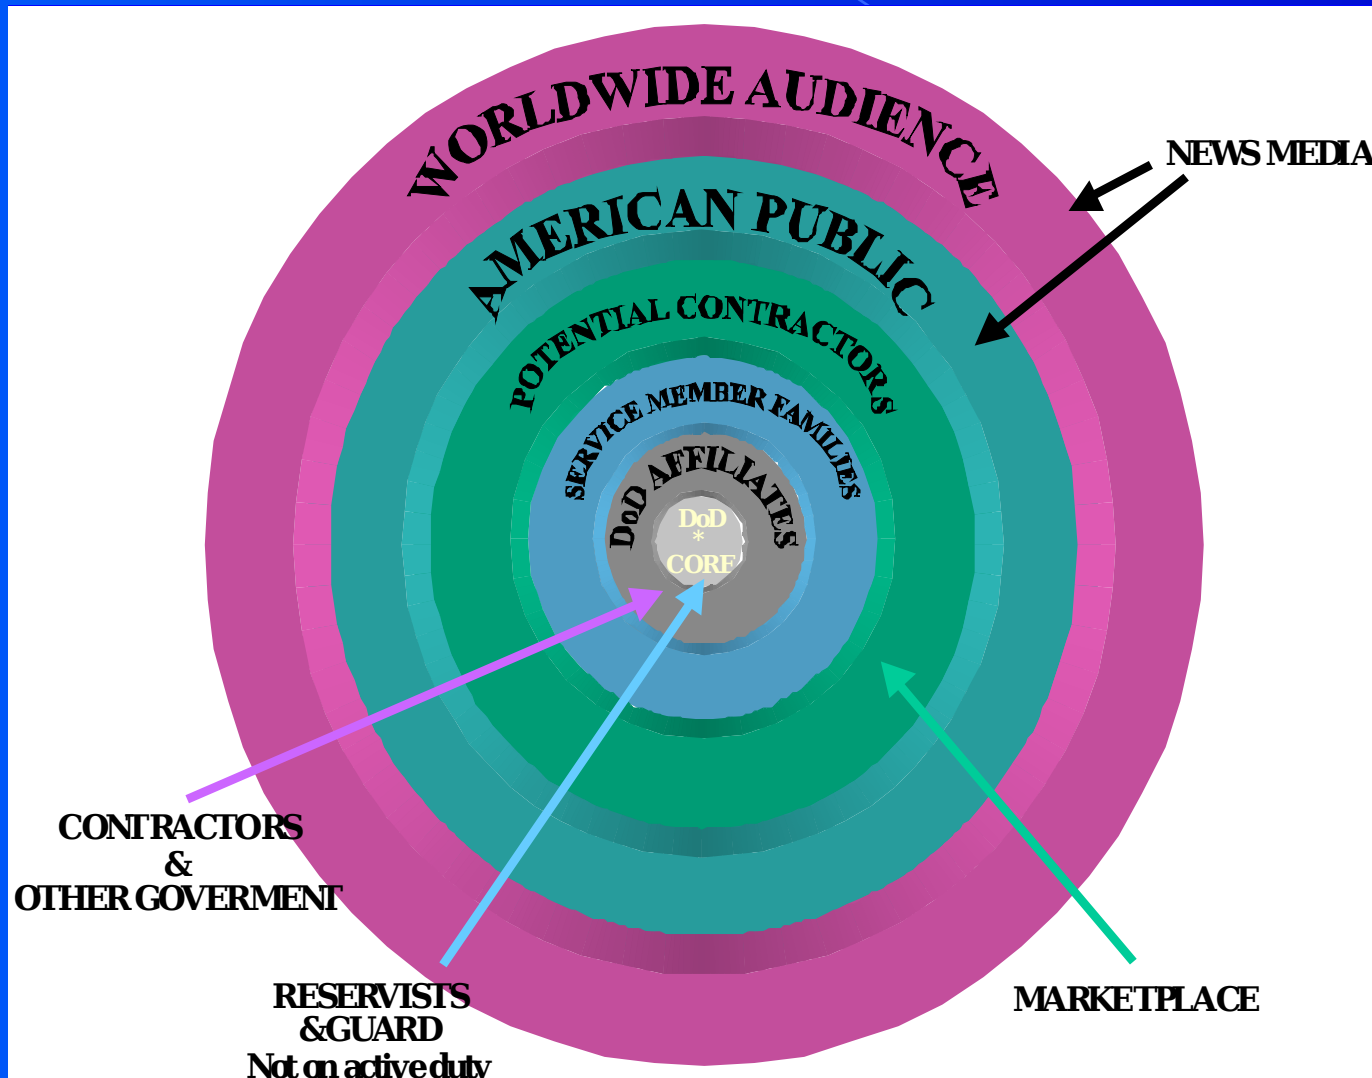 WORLDWIDE AUDIENCE
NEWS MEDIA
AMERICAN PUBLIC
POTENTIAL CONTRACTORS
SERVICE MEMBER FAMILIES
DoD AFFILIATES
DoD
*
CORE
CONTRACTORS
&
OTHER GOVERMENT
RESERVISTS
&GUARD
Not on active duty
MARKETPLACE